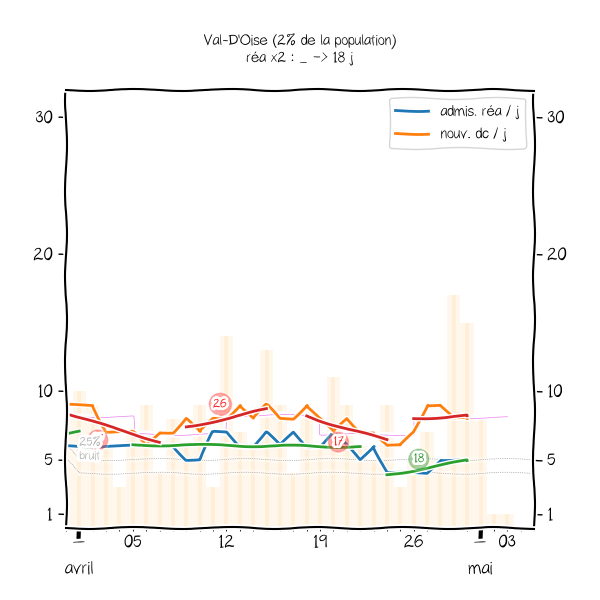 Val-D'Oise (2% de la population)
réa x2 : _ -> 18 j
admis. réa / j
nouv. dc / j
30
30
20
20
10
10
5
5
1
1
26
17
18
25%
bruit
05
12
19
26
03
avril
mai